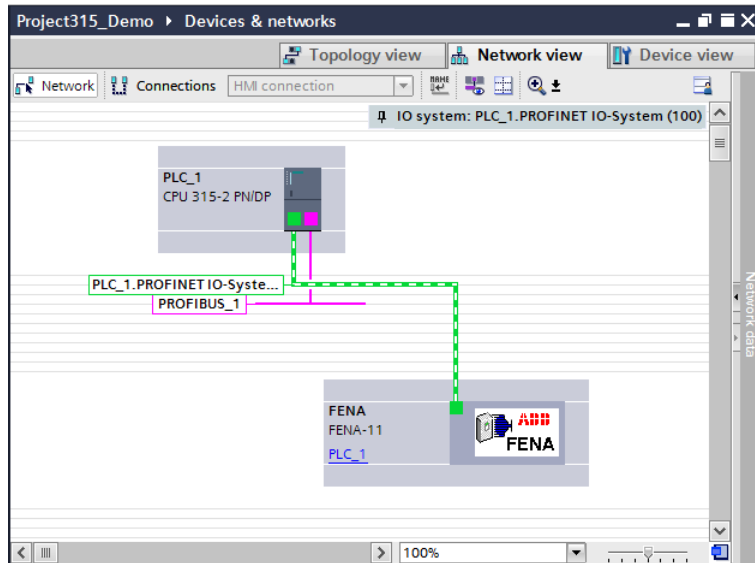 Project315_Demo ▸ Devices & networks
Topology view
Network view
Device view
Network
Connections
HMI connection
IO system: PLC_1.PROFINET IO-System (100)
PLC_1
CPU 315-2 PN/DP
PLC_1.PROFINET IO-Syste...
PROFIBUS_1
FENA
FENA-11
PLC_1
ABB
FENA
Network data
100%